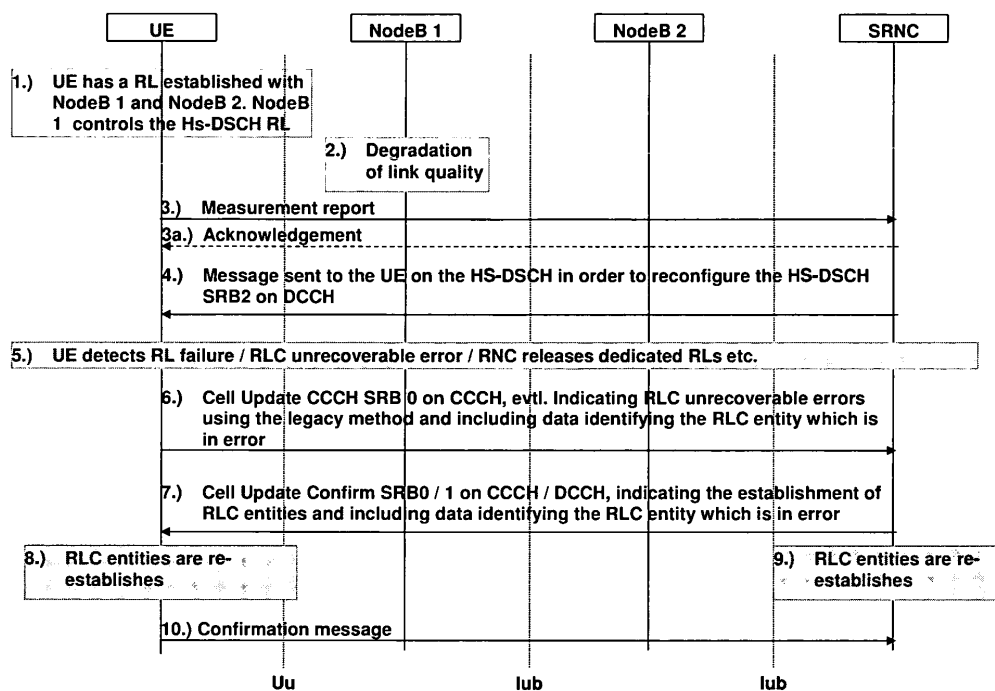 UE NodeB 1 NodeB 2 SRNC
1.) UE has a RL established with
NodeB 1 and NodeB 2. NodeB
1 controls the Hs-DSCH RL
2.) Degradation
of link quality
3.) Measurement report
3a.) Acknowledgement
4.) Message sent to the UE on the HS-DSCH in order to reconfigure the HS-DSCH
SRB2 on DCCH
5.) UE detects RL failure / RLC unrecoverable error / RNC releases dedicated RLs etc.
6.) Cell Update CCCH SRB 0 on CCCH, evtl. Indicating RLC unrecoverable errors
using the legacy method and including data identifying the RLC entity which is
in error
7.) Cell Update Confirm SRB0 / 1 on CCCH / DCCH, indicating the establishment of
RLC entities and including data identifying the RLC entity which is in error
8.) RLC entities are re-
establishes
9.) RLC entities are re-
establishes
10.) Confirmation message
Uu Iub Iub